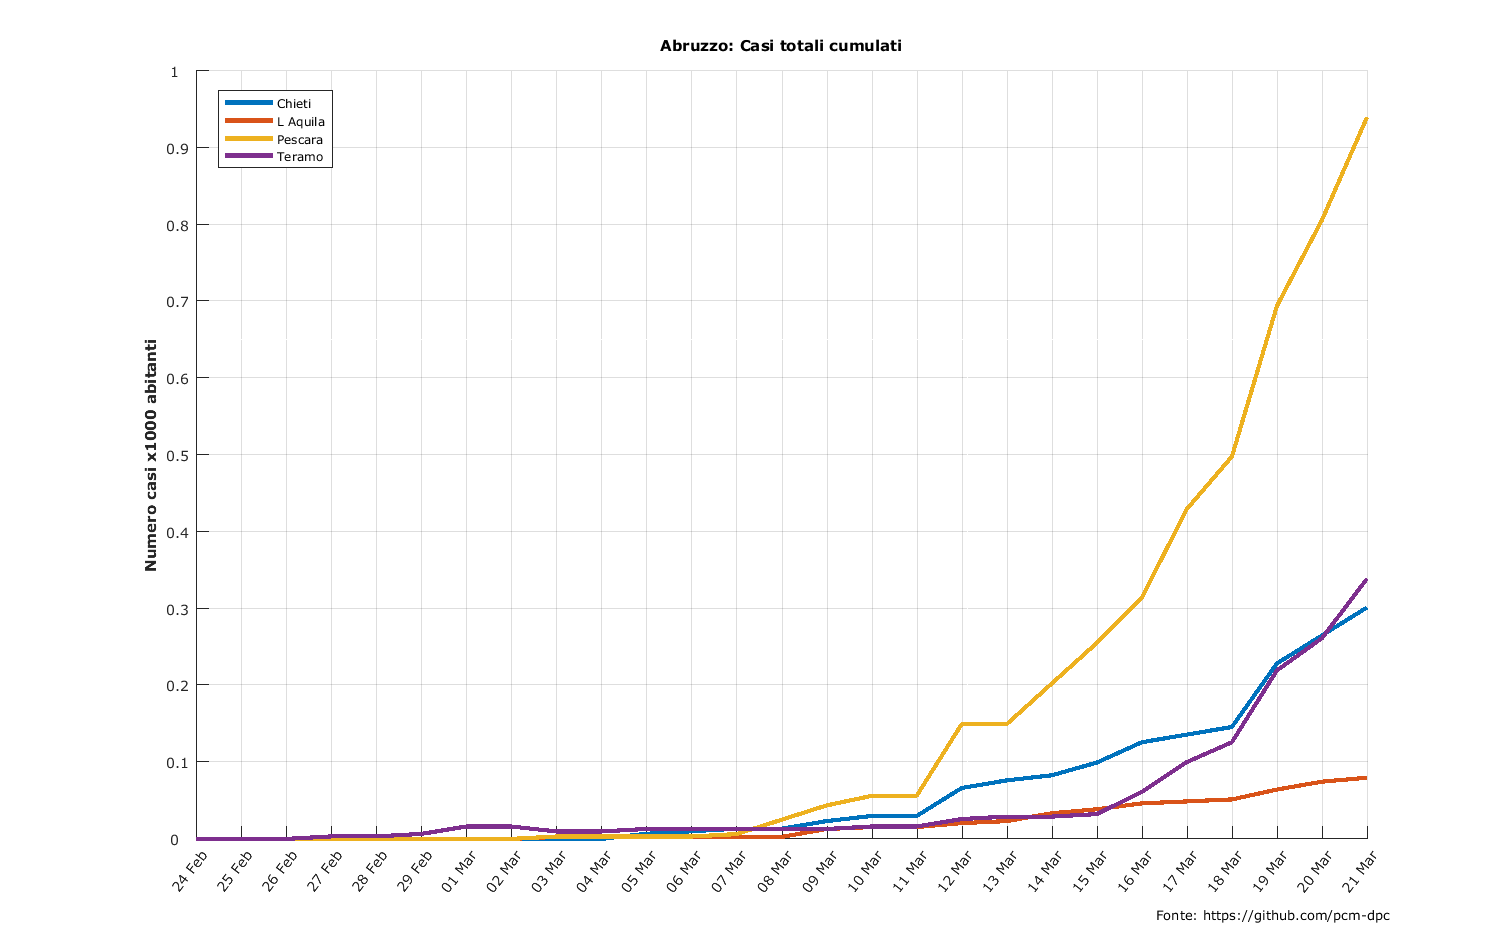 Abruzzo: Casi totali cumulati
Numero casi x1000 abitanti
1
0.9
0.8
0.7
0.6
0.5
0.4
0.3
0.2
0.1
0
Chieti
L Aquila
Pescara
Teramo
24 Feb
25 Feb
26 Feb
27 Feb
28 Feb
29 Feb
01 Mar
02 Mar
03 Mar
04 Mar
05 Mar
06 Mar
07 Mar
08 Mar
09 Mar
10 Mar
11 Mar
12 Mar
13 Mar
14 Mar
15 Mar
16 Mar
17 Mar
18 Mar
19 Mar
20 Mar
21 Mar
Fonte: https://github.com/pcm-dpc